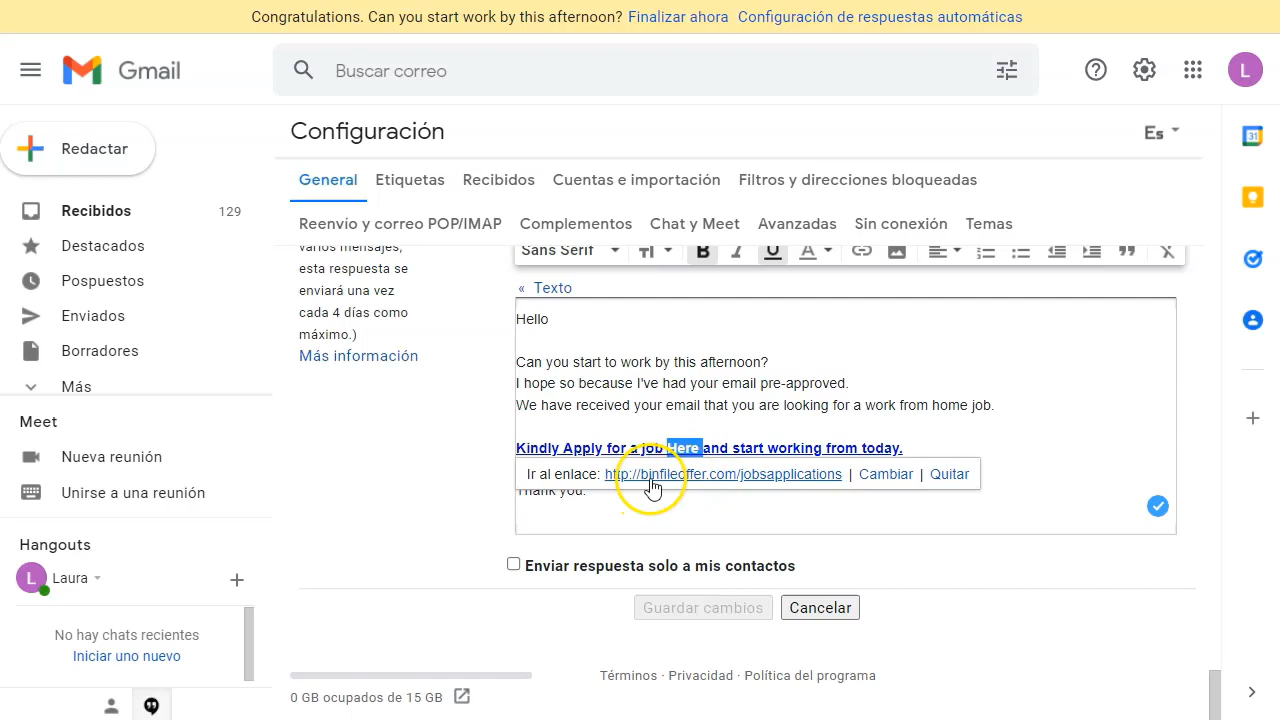 Congratulations. Can you start work by this afternoon? Finalizar ahora Configuración de respuestas automáticas
Gmail
Buscar correo
L
Redactar
Recibidos 129
Destacados
Pospuestos
Enviados
Borradores
Más
Meet
Nueva reunión
Unirse a una reunión
Hangouts
L Laura
No hay chats recientes
Iniciar uno nuevo
Configuración
Es
General Etiquetas Recibidos Cuentas e importación Filtros y direcciones bloqueadas
Reenvío y correo POP/IMAP Complementos Chat y Meet Avanzadas Sin conexión Temas
varios mensajes,
esta respuesta se
enviará una vez
cada 4 días como
máximo.)
Más información
Sans Serif
« Texto
Hello
Can you start to work by this afternoon?
I hope so because I've had your email pre-approved.
We have received your email that you are looking for a work from home job.
Kindly Apply for a job Here and start working from today.
Ir al enlace: http://binfileoffer.com/jobsapplications | Cambiar | Quitar
Thank you.
Enviar respuesta solo a mis contactos
Guardar cambios Cancelar
Términos · Privacidad · Política del programa
0 GB ocupados de 15 GB
31